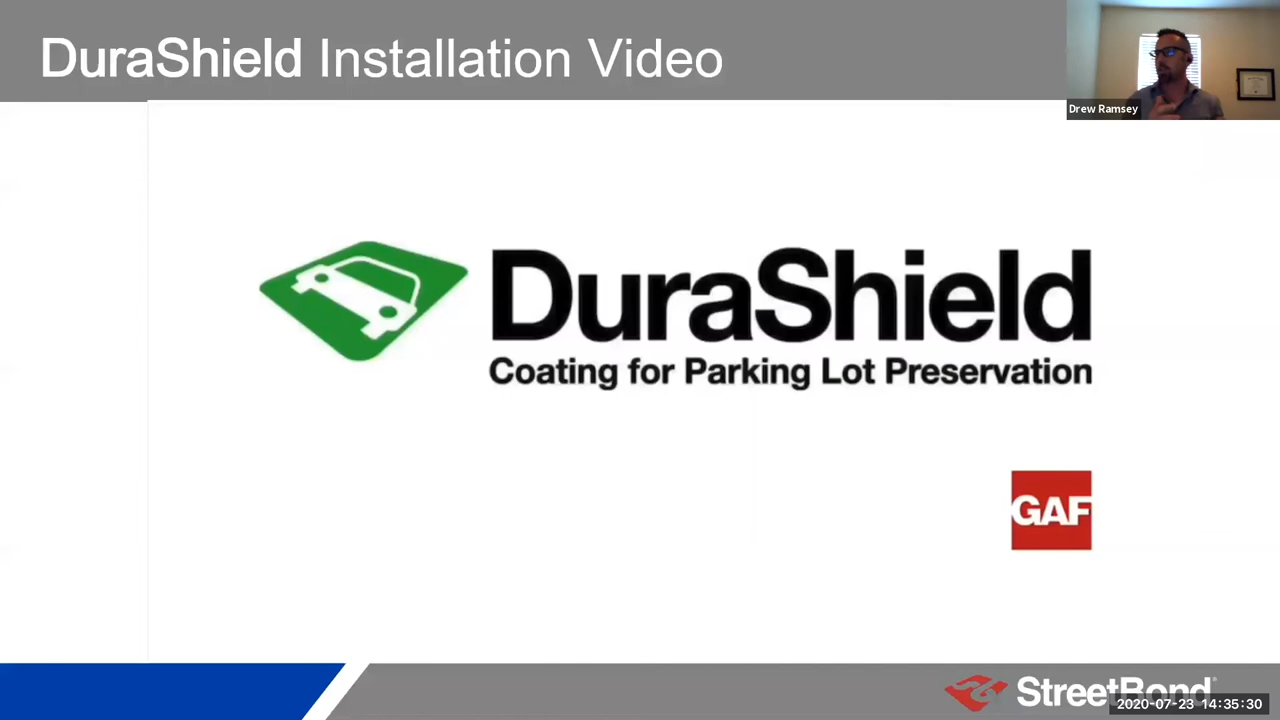 DuraShield Installation Video
Drew Ramsey
DuraShield
Coating for Parking Lot Preservation
GAF
StreetBond®
2020-07-23 14:35:30